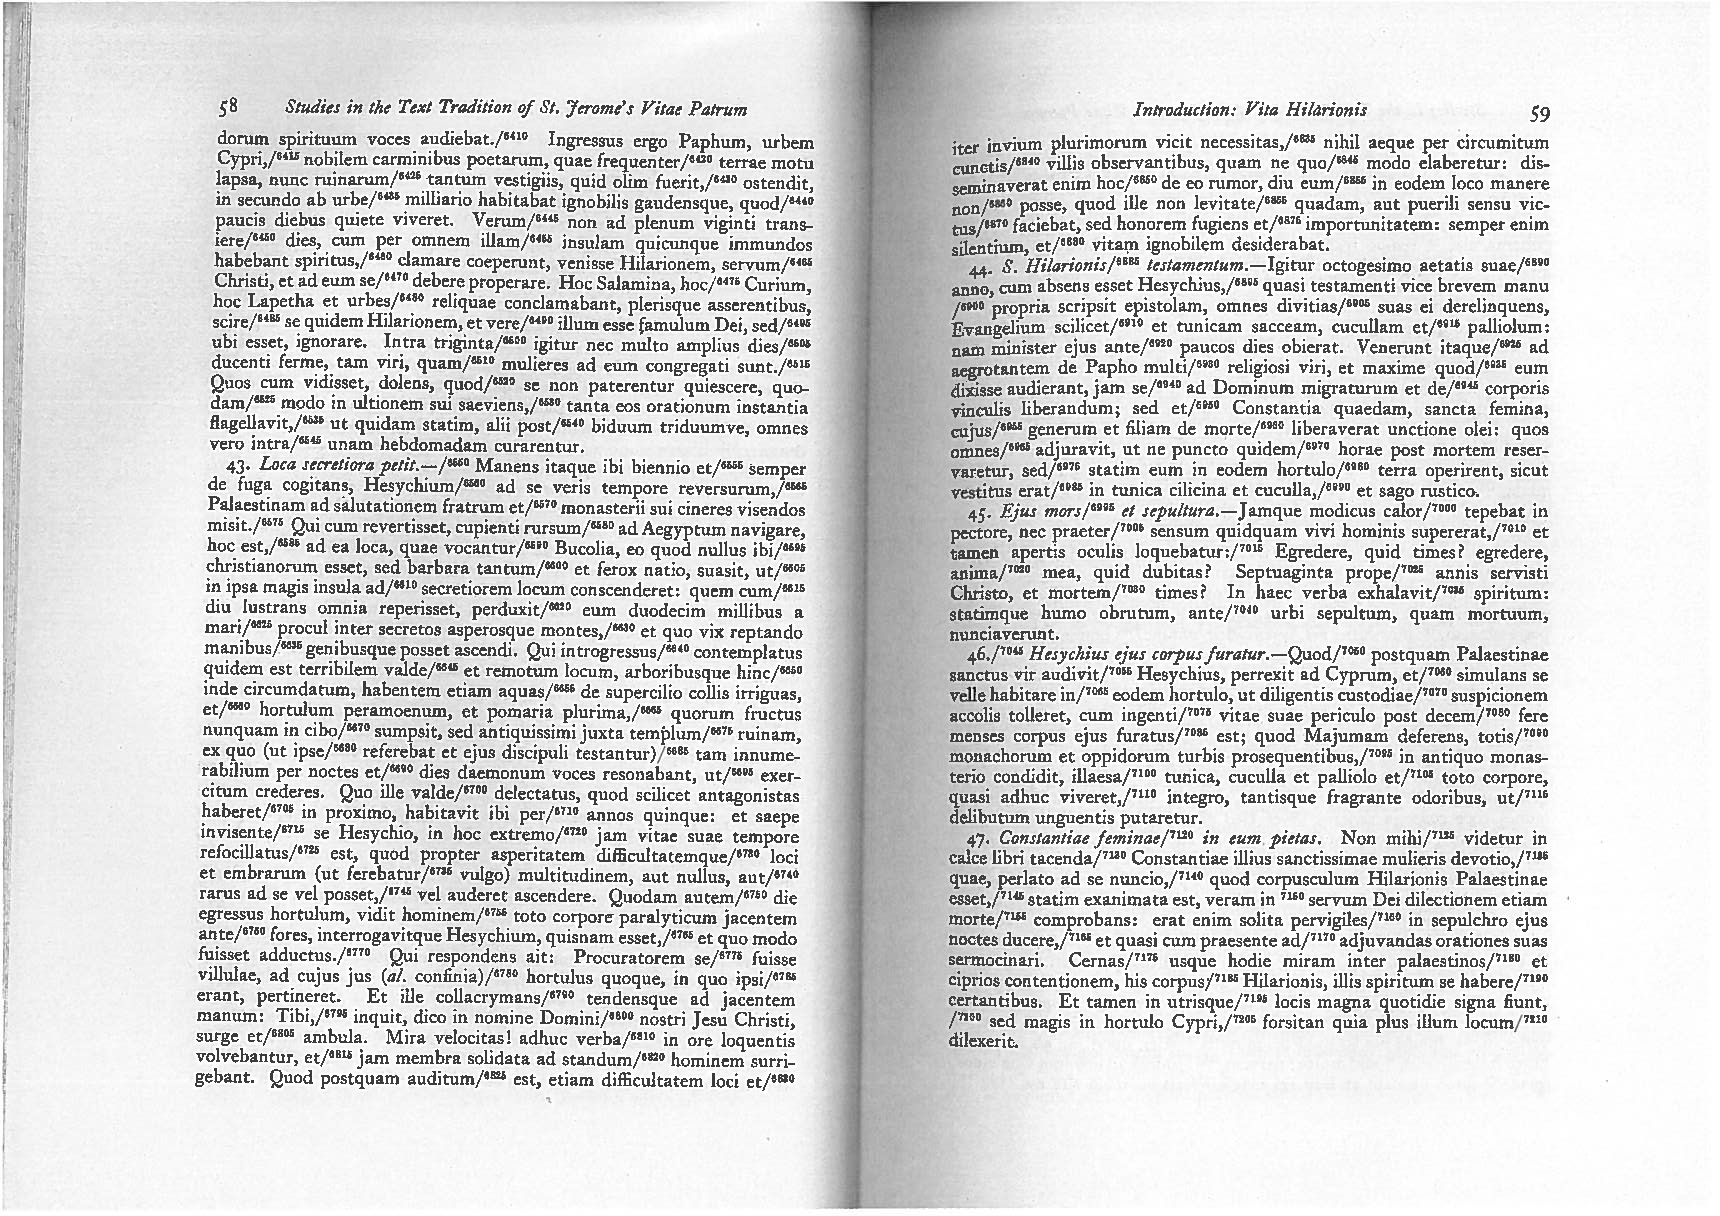 58 Studies in the Text Tradition of St. Jerome's Vitae Patrum
dorum spirituum voces audiebat./6410 Ingressus ergo Paphum, urbem
Cypri,/6415 nobilem carminibus poetarum, quae frequenter/6420 terrae motu
lapsa, nunc ruinarum/6425 tantum vestigiis, quid olim fuerit,/6430 ostendit,
in secundo ab urbe/6435 milliario habitabat ignobilis gaudensque, quod/6440
paucis diebus quiete viveret. Verum/6445 non ad plenum viginti trans-
iere/6450 dies, cum per omnem illam/6455 insulam quicunque immundos
habebant spiritus,/6460 clamare coeperunt, venisse Hilarionem, servum/6465
Christi, et ad eum se/6470 debere properare. Hoc Salamina, hoc/6475 Curium,
hoc Lapetha et urbes/6480 reliquae conclamabant, plerisque asserentibus,
scire/6485 se quidem Hilarionem, et vere/6490 illum esse famulum Dei, sed/6495
ubi esset, ignorare. Intra triginta/6500 igitur nec multo amplius dies/6505
ducenti ferme, tam viri, quam/6510 mulieres ad eum congregati sunt./6515
Quos cum vidisset, dolens, quod/6520 se non paterentur quiescere, quo-
dam/6525 modo in ultionem sui saeviens,/6530 tanta eos orationum instantia
flagellavit,/6535 ut quidam statim, alii post/6540 biduum triduumve, omnes
vero intra/6545 unam hebdomadam curarentur.
43. Loca secretiora petit.—/6550 Manens itaque ibi biennio et/6555 semper
de fuga cogitans, Hesychium/6560 ad se veris tempore reversurum,/6565
Palaestinam ad salutationem fratrum et/6570 monasterii sui cineres visendos
misit./6575 Qui cum revertisset, cupienti rursum/6580 ad Aegyptum navigare,
hoc est,/6585 ad ea loca, quae vocantur/6590 Bucolia, eo quod nullus ibi/6595
christianorum esset, sed barbara tantum/6600 et ferox natio, suasit, ut/6605
in ipsa magis insula ad/6610 secretiorem locum conscenderet: quem cum/6615
diu lustrans omnia reperisset, perduxit/6620 eum duodecim millibus a
mari/6625 procul inter secretos asperosque montes,/6630 et quo vix reptando
manibus/6635 genibusque posset ascendi. Qui introgressus/6640 contemplatus
quidem est terribilem valde/6645 et remotum locum, arboribusque hinc/6650
inde circumdatum, habentem etiam aquas/6655 de supercilio collis irriguas,
et/6660 hortulum peramoenum, et pomaria plurima,/6665 quorum fructus
nunquam in cibo/6670 sumpsit, sed antiquissimi juxta templum/6675 ruinam,
ex quo (ut ipse/6680 referebat et ejus discipuli testantur)/6685 tam innume-
rabilium per noctes et/6690 dies daemonum voces resonabant, ut/6695 exer-
citum crederes. Quo ille valde/6700 delectatus, quod scilicet antagonistas
haberet/6705 in proximo, habitavit ibi per/6710 annos quinque: et saepe
invisente/6715 se Hesychio, in hoc extremo/6720 jam vitae suae tempore
refocillatus/6725 est, quod propter asperitatem difficultatemque/6730 loci
et embrarum (ut ferebatur/6735 vulgo) multitudinem, aut nullus, aut/6740
rarus ad se vel posset,/6745 vel auderet ascendere. Quodam autem/6750 die
egressus hortulum, vidit hominem/6755 toto corpore paralyticum jacentem
ante/6760 fores, interrogavitque Hesychium, quisnam esset,/6765 et quo modo
fuisset adductus./6770 Qui respondens ait: Procuratorem se/6775 fuisse
villulae, ad cujus jus (al. confinia)/6780 hortulus quoque, in quo ipsi/6785
erant, pertineret. Et ille collacrymans/6790 tendensque ad jacentem
manum: Tibi,/6795 inquit, dico in nomine Domini/6800 nostri Jesu Christi,
surge et/6805 ambula. Mira velocitas! adhuc verba/6810 in ore loquentis
volvebantur, et/6815 jam membra solidata ad standum/6820 hominem surri-
gebant. Quod postquam auditum/6825 est, etiam difficultatem loci et/6830
Introduction: Vita Hilarionis 59
iter invium plurimorum vicit necessitas,/6835 nihil aeque per circumitum
cunctis/6840 villis observantibus, quam ne quo/6845 modo elaberetur: dis-
seminaverat enim hoc/6850 de eo rumor, diu eum/6855 in eodem loco manere
non/6860 posse, quod ille non levitate/6865 quadam, aut puerili sensu vic-
tus/6870 faciebat, sed honorem fugiens et/6875 importunitatem: semper enim
silentium, et/6880 vitam ignobilem desiderabat.
44. S. Hilarionis/6885 testamentum.—Igitur octogesimo aetatis suae/6890
anno, cum absens esset Hesychius,/6895 quasi testamenti vice brevem manu
/6900 propria scripsit epistolam, omnes divitias/6905 suas ei derelinquens,
Evangelium scilicet/6910 et tunicam sacceam, cucullam et/6915 palliolum:
nam minister ejus ante/6920 paucos dies obierat. Venerunt itaque/6925 ad
aegrotantem de Papho multi/6930 religiosi viri, et maxime quod/6935 eum
dixisse audierant, jam se/6940 ad Dominum migraturum et de/6945 corporis
vinculis liberandum; sed et/6950 Constantia quaedam, sancta femina,
cujus/6955 generum et filiam de morte/6960 liberaverat unctione olei: quos
omnes/6965 adjuravit, ut ne puncto quidem/6970 horae post mortem reser-
varetur, sed/6975 statim eum in eodem hortulo/6980 terra operirent, sicut
vestitus erat/6985 in tunica cilicina et cuculla,/6990 et sago rustico.
45. Ejus mors/6995 et sepultura.—Jamque modicus calor/7000 tepebat in
pectore, nec praeter/7005 sensum quidquam vivi hominis supererat,/7010 et
tamen apertis oculis loquebatur:/7015 Egredere, quid times? egredere,
anima/7020 mea, quid dubitas? Septuaginta prope/7025 annis servisti
Christo, et mortem/7030 times? In haec verba exhalavit/7035 spiritum:
statimque humo obrutum, ante/7040 urbi sepultum, quam mortuum,
nunciaverunt.
46./7045 Hesychius ejus corpus furatur.—Quod/7050 postquam Palaestinae
sanctus vir audivit/7055 Hesychius, perrexit ad Cyprum, et/7060 simulans se
velle habitare in/7065 eodem hortulo, ut diligentis custodiae/7070 suspicionem
accolis tolleret, cum ingenti/7075 vitae suae periculo post decem/7080 fere
menses corpus ejus furatus/7085 est; quod Majumam deferens, totis/7090
monachorum et oppidorum turbis prosequentibus,/7095 in antiquo monas-
terio condidit, illaesa/7100 tunica, cuculla et palliolo et/7105 toto corpore,
quasi adhuc viveret,/7110 integro, tantisque fragrante odoribus, ut/7115
delibutum unguentis putaretur.
47. Constantiae feminae/7120 in eum pietas. Non mihi/7125 videtur in
calce libri tacenda/7130 Constantiae illius sanctissimae mulieris devotio,/7135
quae, perlato ad se nuncio,/7140 quod corpusculum Hilarionis Palaestinae
esset,/7145 statim exanimata est, veram in 7150 servum Dei dilectionem etiam
morte/7155 comprobans: erat enim solita pervigiles/7160 in sepulchro ejus
noctes ducere,/7165 et quasi cum praesente ad/7170 adjuvandas orationes suas
sermocinari. Cernas/7175 usque hodie miram inter palaestinos/7180 et
ciprios contentionem, his corpus/7185 Hilarionis, illis spiritum se habere/7190
certantibus. Et tamen in utrisque/7195 locis magna quotidie signa fiunt,
/7200 sed magis in hortulo Cypri,/7205 forsitan quia plus illum locum/7210
dilexerit.